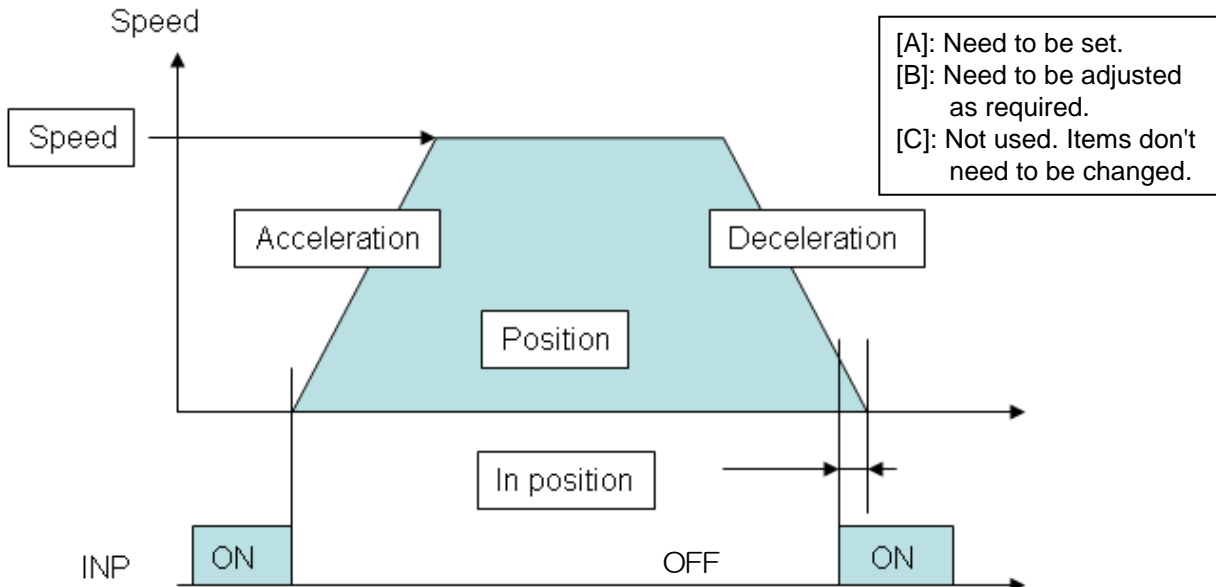 Speed
[A]: Need to be set.
[B]: Need to be adjusted
as required.
[C]: Not used. Items don't
need to be changed.
Speed
Acceleration
Deceleration
Position
In position
INP
ON
OFF
ON